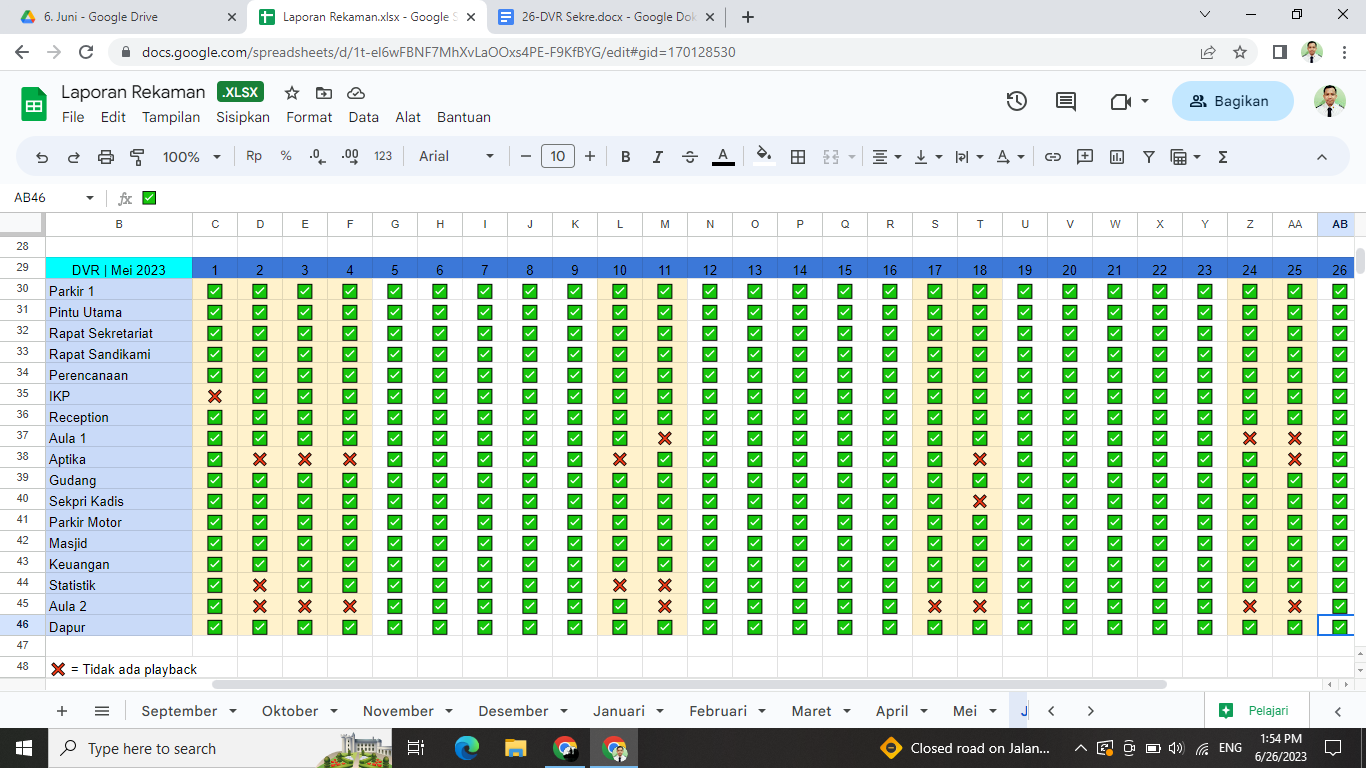 6. Juni - Google Drive
Laporan Rekaman.xlsx - Google S
26-DVR Sekre.docx - Google Dok
docs.google.com/spreadsheets/d/1t-el6wFBNF7MhXvLaOOxs4PE-F9KfBYG/edit#gid=170128530
Laporan Rekaman .XLSX
File Edit Tampilan Sisipkan Format Data Alat Bantuan
Bagikan
100% Rp % .0 .00 123 Arial 10 B I A
AB46 fx
B C D E F G H I J K L M N O P Q R S T U V W X Y Z AA AB
28
29 DVR | Mei 2023 1 2 3 4 5 6 7 8 9 10 11 12 13 14 15 16 17 18 19 20 21 22 23 24 25 26
30 Parkir 1
31 Pintu Utama
32 Rapat Sekretariat
33 Rapat Sandikami
34 Perencanaan
35 IKP
36 Reception
37 Aula 1
38 Aptika
39 Gudang
40 Sekpri Kadis
41 Parkir Motor
42 Masjid
43 Keuangan
44 Statistik
45 Aula 2
46 Dapur
47
48 ❌ = Tidak ada playback
September Oktober November Desember Januari Februari Maret April Mei J
Pelajari
Type here to search
Closed road on Jalan...
ENG
1:54 PM
6/26/2023